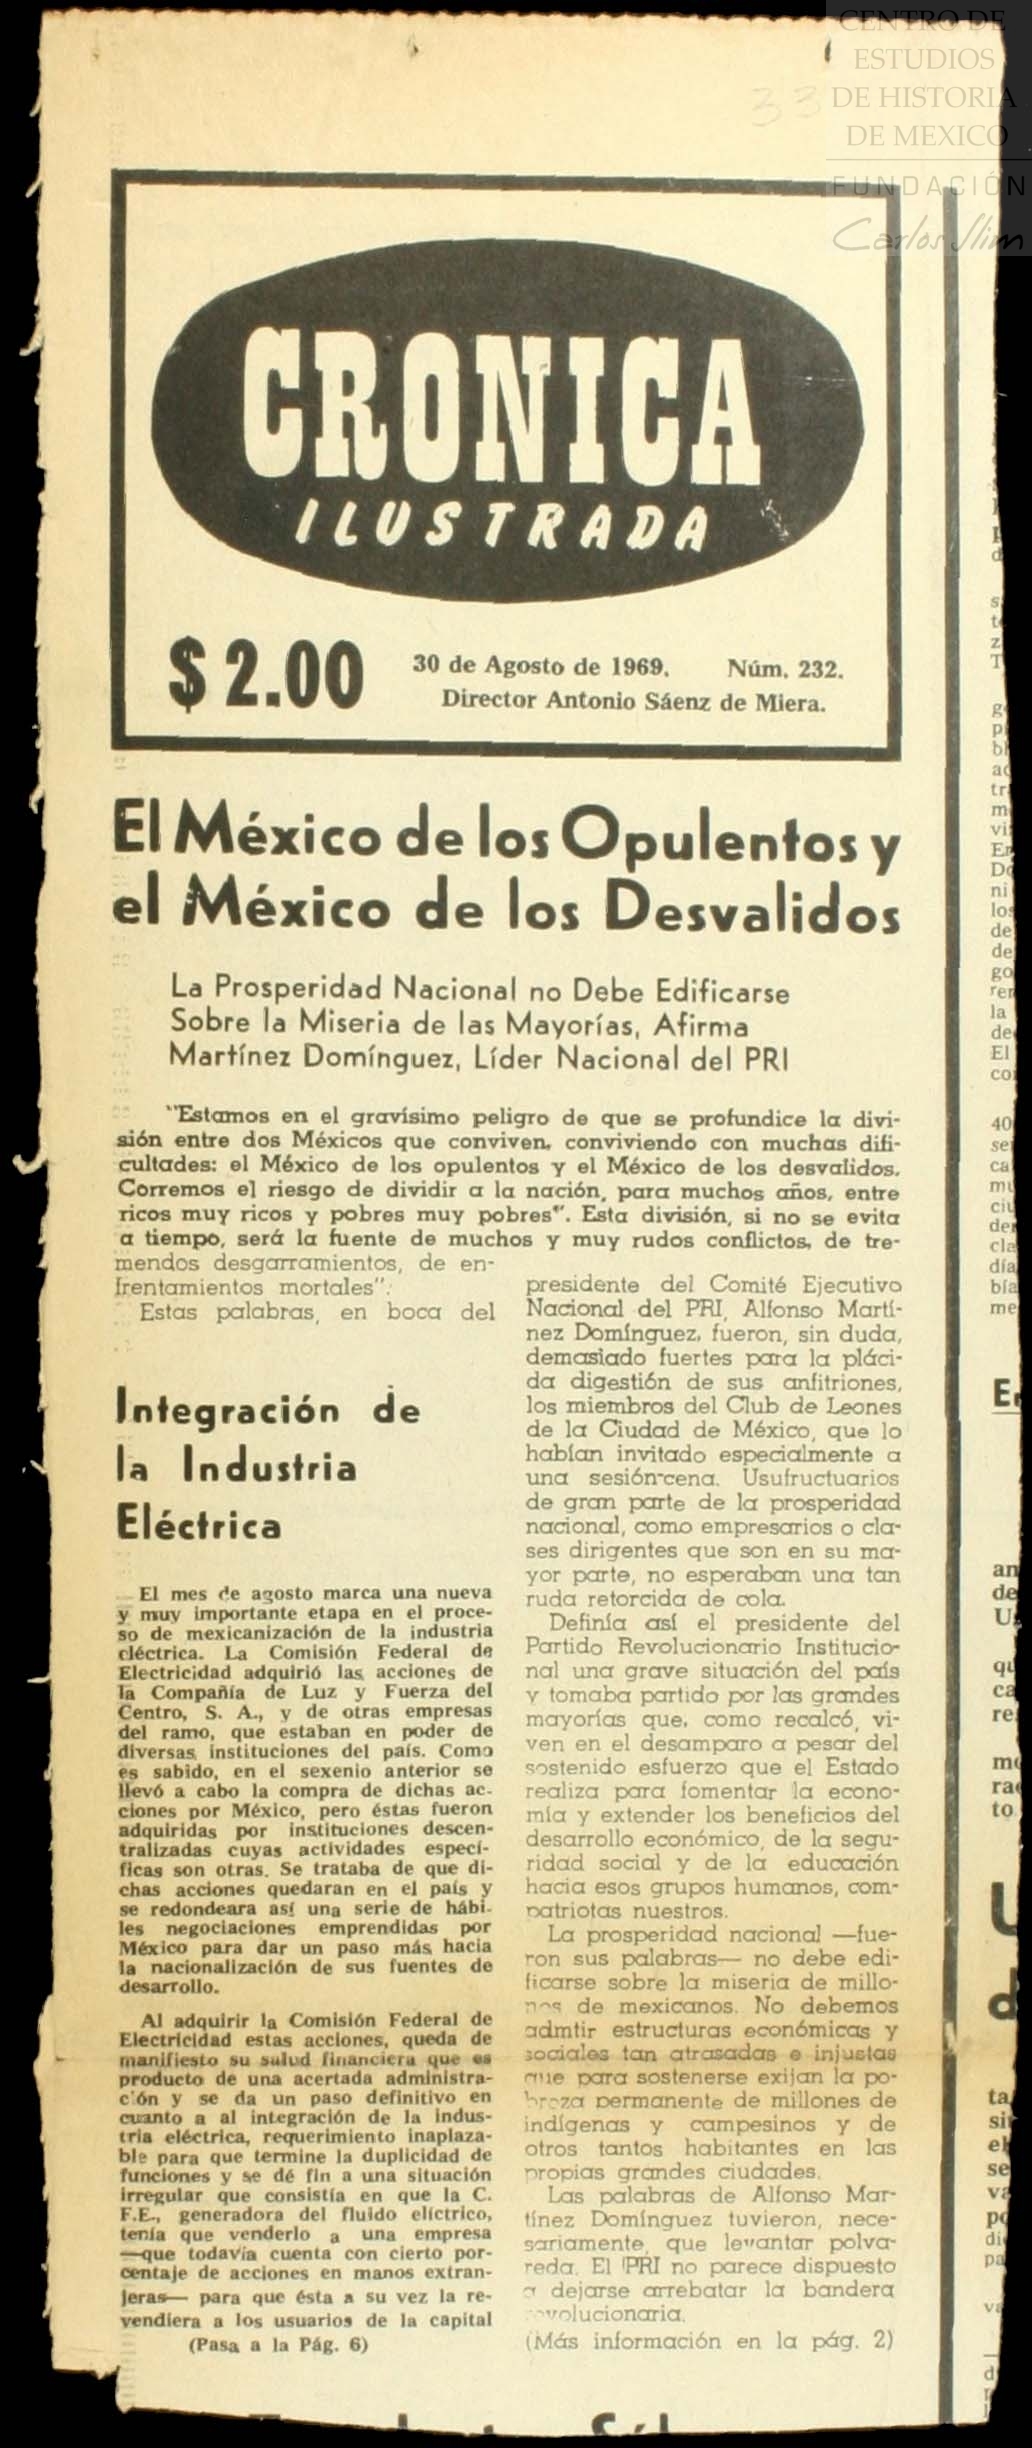 CENTRO DE
ESTUDIOS
DE HISTORIA
DE MEXICO
FUNDACIÓN
Carlos Slim
33
CRONICA
ILUSTRADA
$ 2.00
30 de Agosto de 1969. Núm. 232.
Director Antonio Sáenz de Miera.
El México de los Opulentos y
el México de los Desvalidos
La Prosperidad Nacional no Debe Edificarse
Sobre la Miseria de las Mayorías, Afirma
Martínez Domínguez, Líder Nacional del PRI
"Estamos en el gravísimo peligro de que se profundice la divi-
sión entre dos Méxicos que conviven, conviviendo con muchas difi-
cultades: el México de los opulentos y el México de los desvalidos.
Corremos el riesgo de dividir a la nación, para muchos años, entre
ricos muy ricos y pobres muy pobres". Esta división, si no se evita
a tiempo, será la fuente de muchos y muy rudos conflictos, de tre-
mendos desgarramientos, de en-
frentamientos mortales".
Estas palabras, en boca del
presidente del Comité Ejecutivo
Nacional del PRI, Alfonso Martí-
nez Domínguez, fueron, sin duda,
demasiado fuertes para la pláci-
da digestión de sus anfitriones,
los miembros del Club de Leones
de la Ciudad de México, que lo
habían invitado especialmente a
una sesión-cena. Usufructuarios
de gran parte de la prosperidad
nacional, como empresarios o cla-
ses dirigentes que son en su ma-
yor parte, no esperaban una tan
ruda retorcida de cola.
Definía así el presidente del
Partido Revolucionario Institucio-
nal una grave situación del país
y tomaba partido por las grandes
mayorías que, como recalcó, vi-
ven en el desamparo a pesar del
sostenido esfuerzo que el Estado
realiza para fomentar la econo-
mía y extender los beneficios del
desarrollo económico, de la segu-
ridad social y de la educación
hacia esos grupos humanos, com-
patriotas nuestros.
La prosperidad nacional —fue-
ron sus palabras— no debe edi-
ficarse sobre la miseria de millo-
nes de mexicanos. No debemos
admtir estructuras económicas y
sociales tan atrasadas e injustas
que para sostenerse exijan la po-
breza permanente de millones de
indígenas y campesinos y de
otros tantos habitantes en las
propias grandes ciudades.
Las palabras de Alfonso Mar-
tínez Domínguez tuvieron, nece-
sariamente, que levantar polva-
reda. El PRI no parece dispuesto
a dejarse arrebatar la bandera
revolucionaria.
(Más información en la pág. 2)
Integración de
la Industria
Eléctrica
El mes de agosto marca una nueva
y muy importante etapa en el proce-
so de mexicanización de la industria
eléctrica. La Comisión Federal de
Electricidad adquirió las acciones de
la Compañía de Luz y Fuerza del
Centro, S. A., y de otras empresas
del ramo, que estaban en poder de
diversas instituciones del país. Como
es sabido, en el sexenio anterior se
llevó a cabo la compra de dichas ac-
ciones por México, pero éstas fueron
adquiridas por instituciones descen-
tralizadas cuyas actividades especí-
ficas son otras. Se trataba de que di-
chas acciones quedaran en el país y
se redondeara así una serie de hábi-
les negociaciones emprendidas por
México para dar un paso más hacia
la nacionalización de sus fuentes de
desarrollo.
Al adquirir la Comisión Federal de
Electricidad estas acciones, queda de
manifiesto su salud financiera que es
producto de una acertada administra-
ción y se da un paso definitivo en
cuanto a al integración de la indus-
tria eléctrica, requerimiento inaplaza-
ble para que termine la duplicidad de
funciones y se dé fin a una situación
irregular que consistía en que la C.
F.E., generadora del fluido elíctrico,
tenía que venderlo a una empresa
—que todavía cuenta con cierto por-
centaje de acciones en manos extran-
jeras— para que ésta a su vez la re-
vendiera a los usuarios de la capital
(Pasa a la Pág. 6)